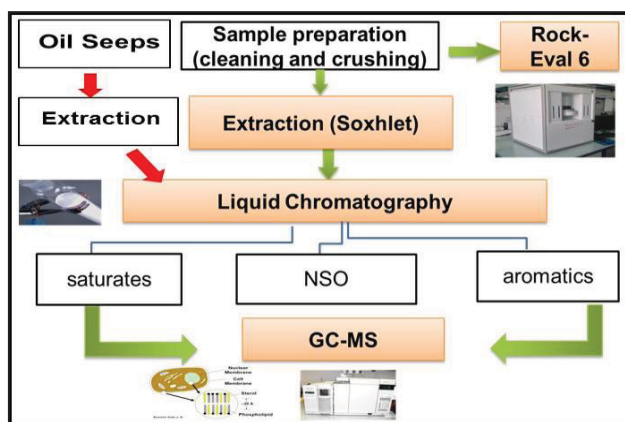 Oil Seeps
Sample preparation
(cleaning and crushing)
Rock-
Eval 6
Extraction
Extraction (Soxhlet)
Liquid Chromatography
saturates
NSO
aromatics
GC-MS
Nuclear
Membrane
Cell
Membrane
Sterol
Phospholipid